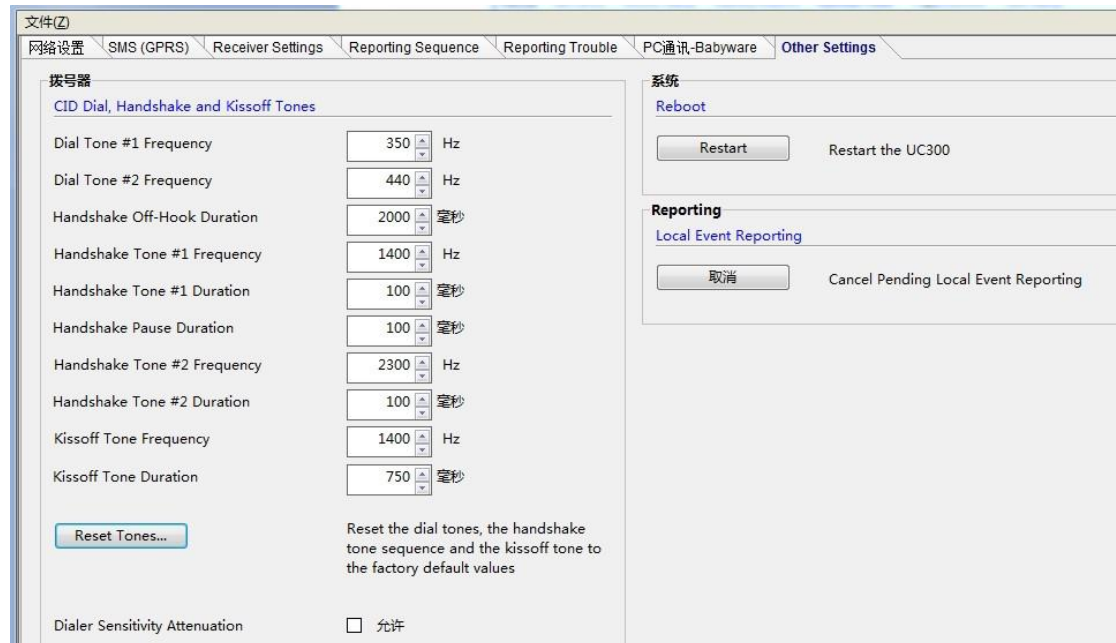 文件(Z)
网络设置 SMS (GPRS) Receiver Settings Reporting Sequence Reporting Trouble PC通讯-Babyware Other Settings
拨号器
CID Dial, Handshake and Kissoff Tones
Dial Tone #1 Frequency 350 Hz
Dial Tone #2 Frequency 440 Hz
Handshake Off-Hook Duration 2000 毫秒
Handshake Tone #1 Frequency 1400 Hz
Handshake Tone #1 Duration 100 毫秒
Handshake Pause Duration 100 毫秒
Handshake Tone #2 Frequency 2300 Hz
Handshake Tone #2 Duration 100 毫秒
Kissoff Tone Frequency 1400 Hz
Kissoff Tone Duration 750 毫秒
Reset Tones...
Reset the dial tones, the handshake
tone sequence and the kissoff tone to
the factory default values
Dialer Sensitivity Attenuation 允许
系统
Reboot
Restart Restart the UC300
Reporting
Local Event Reporting
取消 Cancel Pending Local Event Reporting